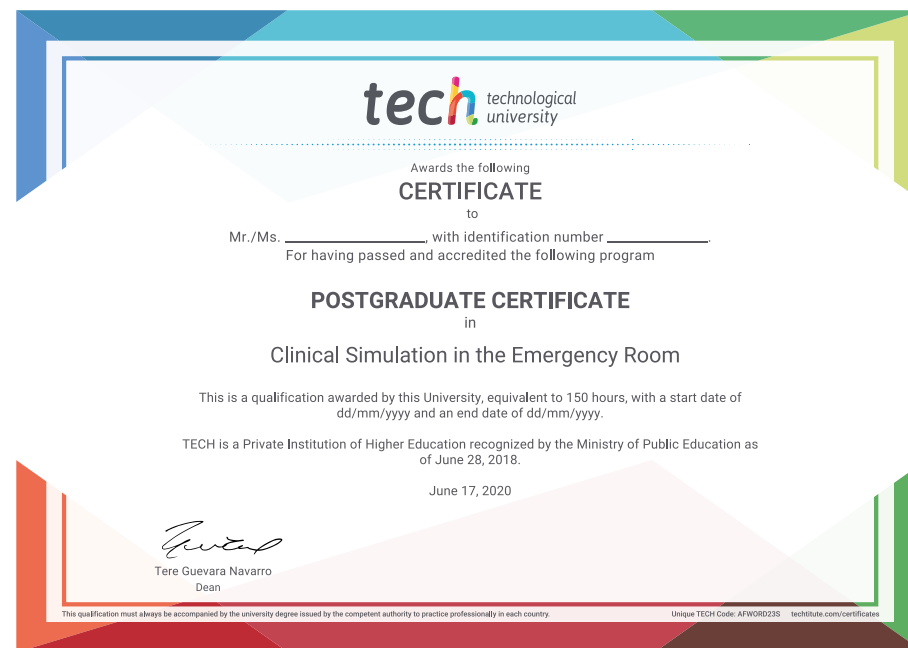 tech technological
university
Awards the following
CERTIFICATE
to
Mr./Ms. ____________________, with identification number ______________.
For having passed and accredited the following program
POSTGRADUATE CERTIFICATE
in
Clinical Simulation in the Emergency Room
This is a qualification awarded by this University, equivalent to 150 hours, with a start date of
dd/mm/yyyy and an end date of dd/mm/yyyy.
TECH is a Private Institution of Higher Education recognized by the Ministry of Public Education as
of June 28, 2018.
June 17, 2020
Tere Guevara Navarro
Dean
This qualification must always be accompanied by the university degree issued by the competent authority to practice professionally in each country. Unique TECH Code: AFWORD23S techtitute.com/certificates